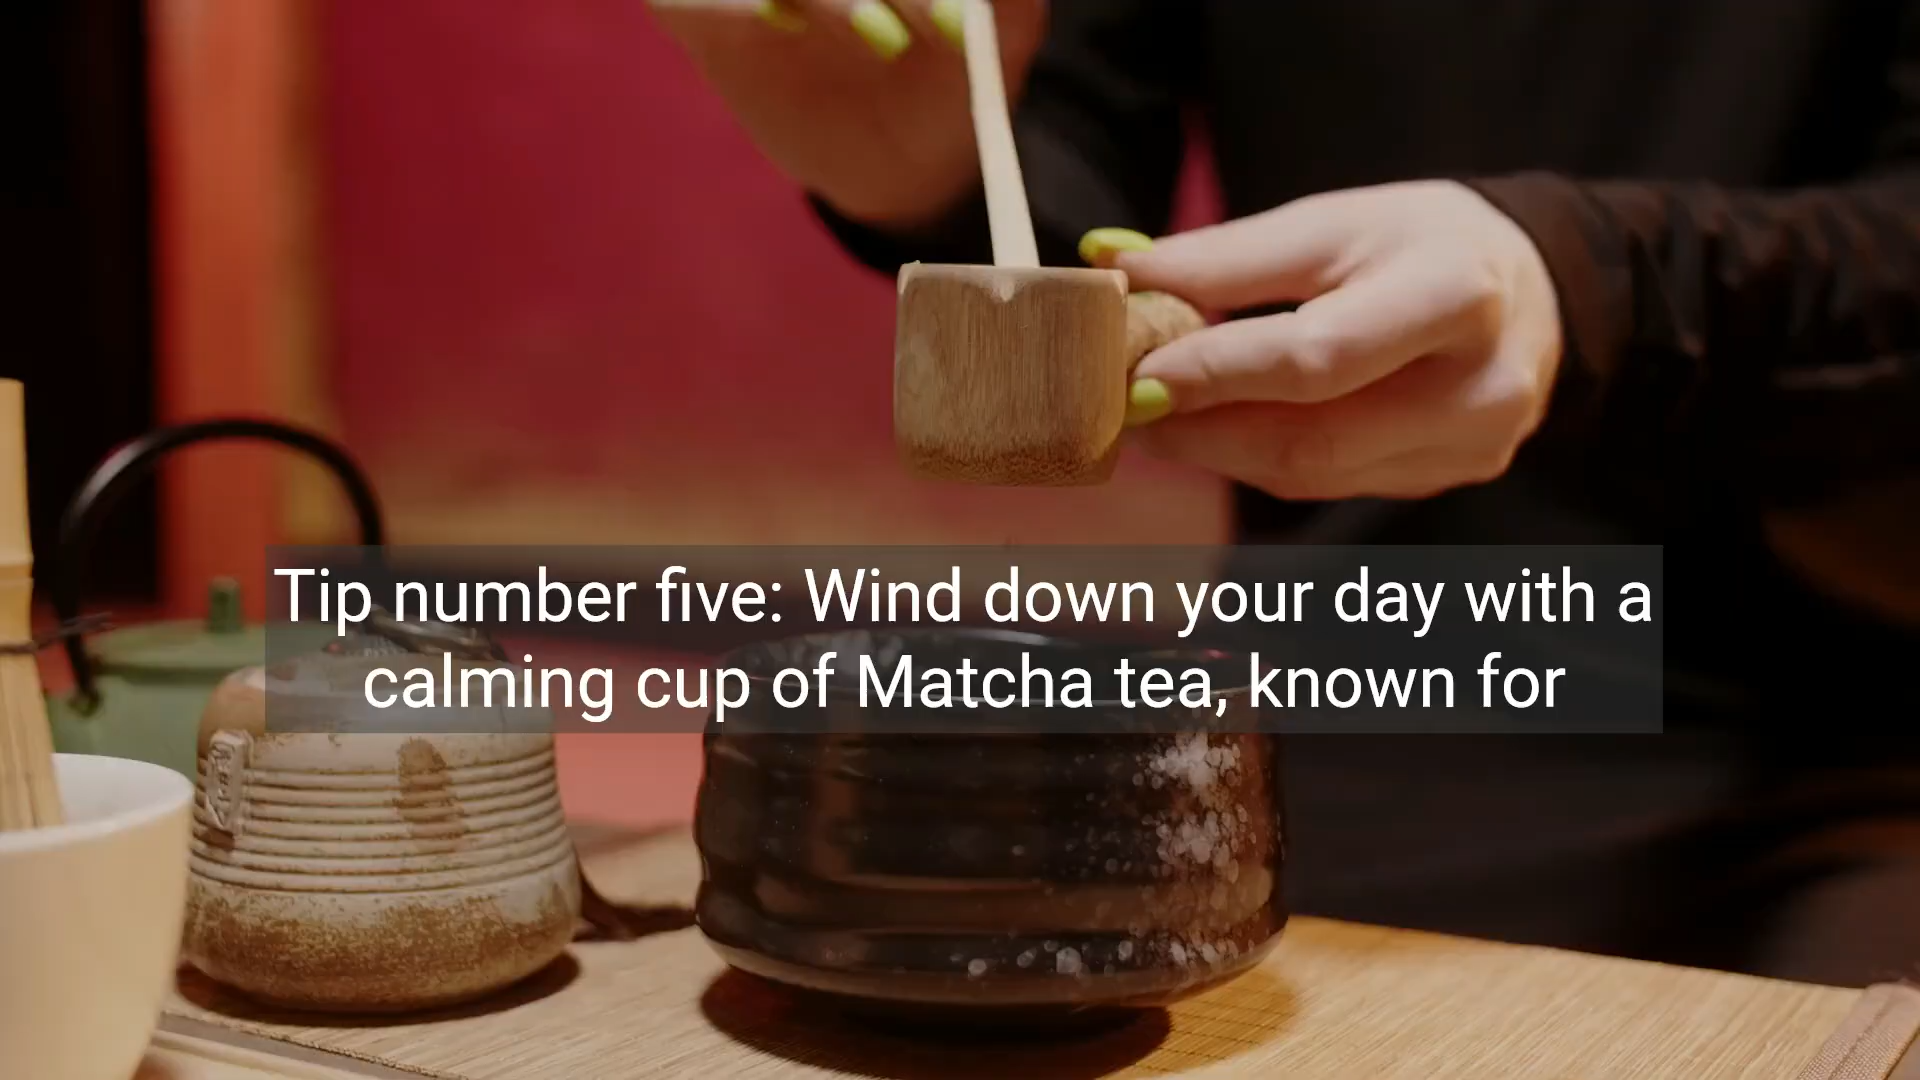 Tip number five: Wind down your day with a
calming cup of Matcha tea, known for